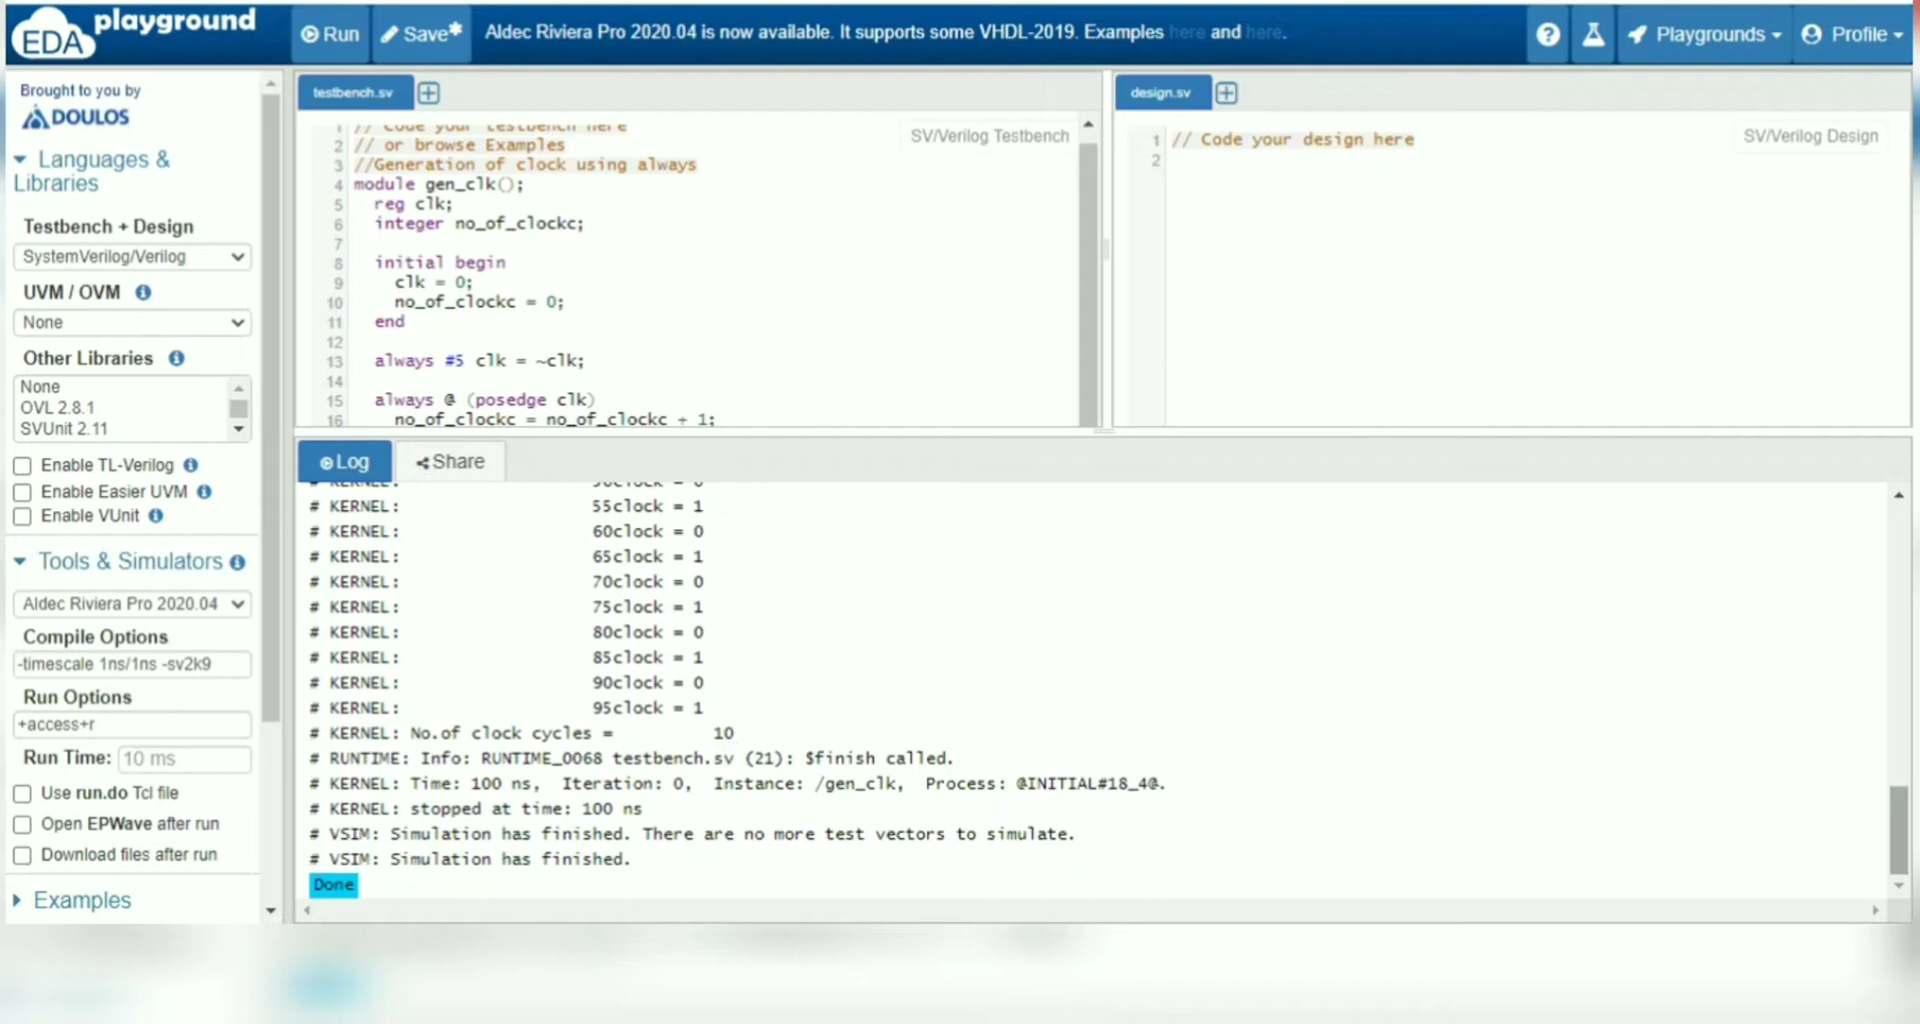 EDA playground
Run
Save*
Aldec Riviera Pro 2020.04 is now available. It supports some VHDL-2019. Examples here and here.
Playgrounds
Profile
Brought to you by
DOULOS
Languages &
Libraries
Testbench + Design
SystemVerilog/Verilog
UVM / OVM
None
Other Libraries
None
OVL 2.8.1
SVUnit 2.11
Enable TL-Verilog
Enable Easier UVM
Enable VUnit
Tools & Simulators
Aldec Riviera Pro 2020.04
Compile Options
-timescale 1ns/1ns -sv2k9
Run Options
+access+r
Run Time: 10 ms
Use run.do Tcl file
Open EPWave after run
Download files after run
Examples
testbench.sv
SV/Verilog Testbench
1 // Code your testbench here
2 // or browse Examples
3 //Generation of clock using always
4 module gen_clk();
5 reg clk;
6 integer no_of_clockc;
7
8 initial begin
9 clk = 0;
10 no_of_clockc = 0;
11 end
12
13 always #5 clk = ~clk;
14
15 always @ (posedge clk)
16 no_of_clockc = no_of_clockc + 1;
design.sv
SV/Verilog Design
1 // Code your design here
2
Log
Share
# KERNEL: 50clock = 0
# KERNEL: 55clock = 1
# KERNEL: 60clock = 0
# KERNEL: 65clock = 1
# KERNEL: 70clock = 0
# KERNEL: 75clock = 1
# KERNEL: 80clock = 0
# KERNEL: 85clock = 1
# KERNEL: 90clock = 0
# KERNEL: 95clock = 1
# KERNEL: No.of clock cycles = 10
# RUNTIME: Info: RUNTIME_0068 testbench.sv (21): $finish called.
# KERNEL: Time: 100 ns, Iteration: 0, Instance: /gen_clk, Process: @INITIAL#18_4@.
# KERNEL: stopped at time: 100 ns
# VSIM: Simulation has finished. There are no more test vectors to simulate.
# VSIM: Simulation has finished.
Done